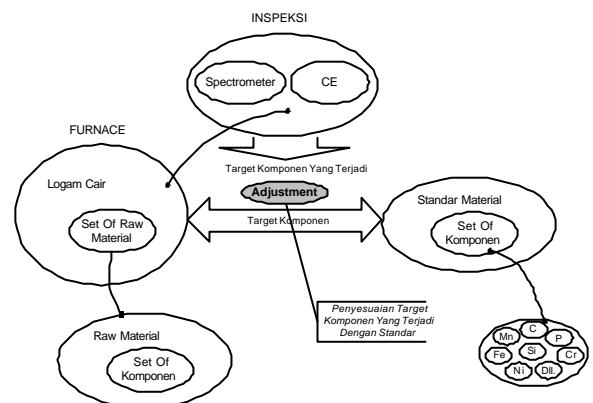 INSPEKSI
Spectrometer
CE
FURNACE
Target Komponen Yang Terjadi
Logam Cair
Adjustment
Standar Material
Set Of Raw
Material
Target Komponen
Set Of
Komponen
Penyesuaian Target
Komponen Yang Terjadi
Dengan Standar
Raw Material
Set Of
Komponen
Mn
C
P
Fe
Si
Cr
Ni
Dll.